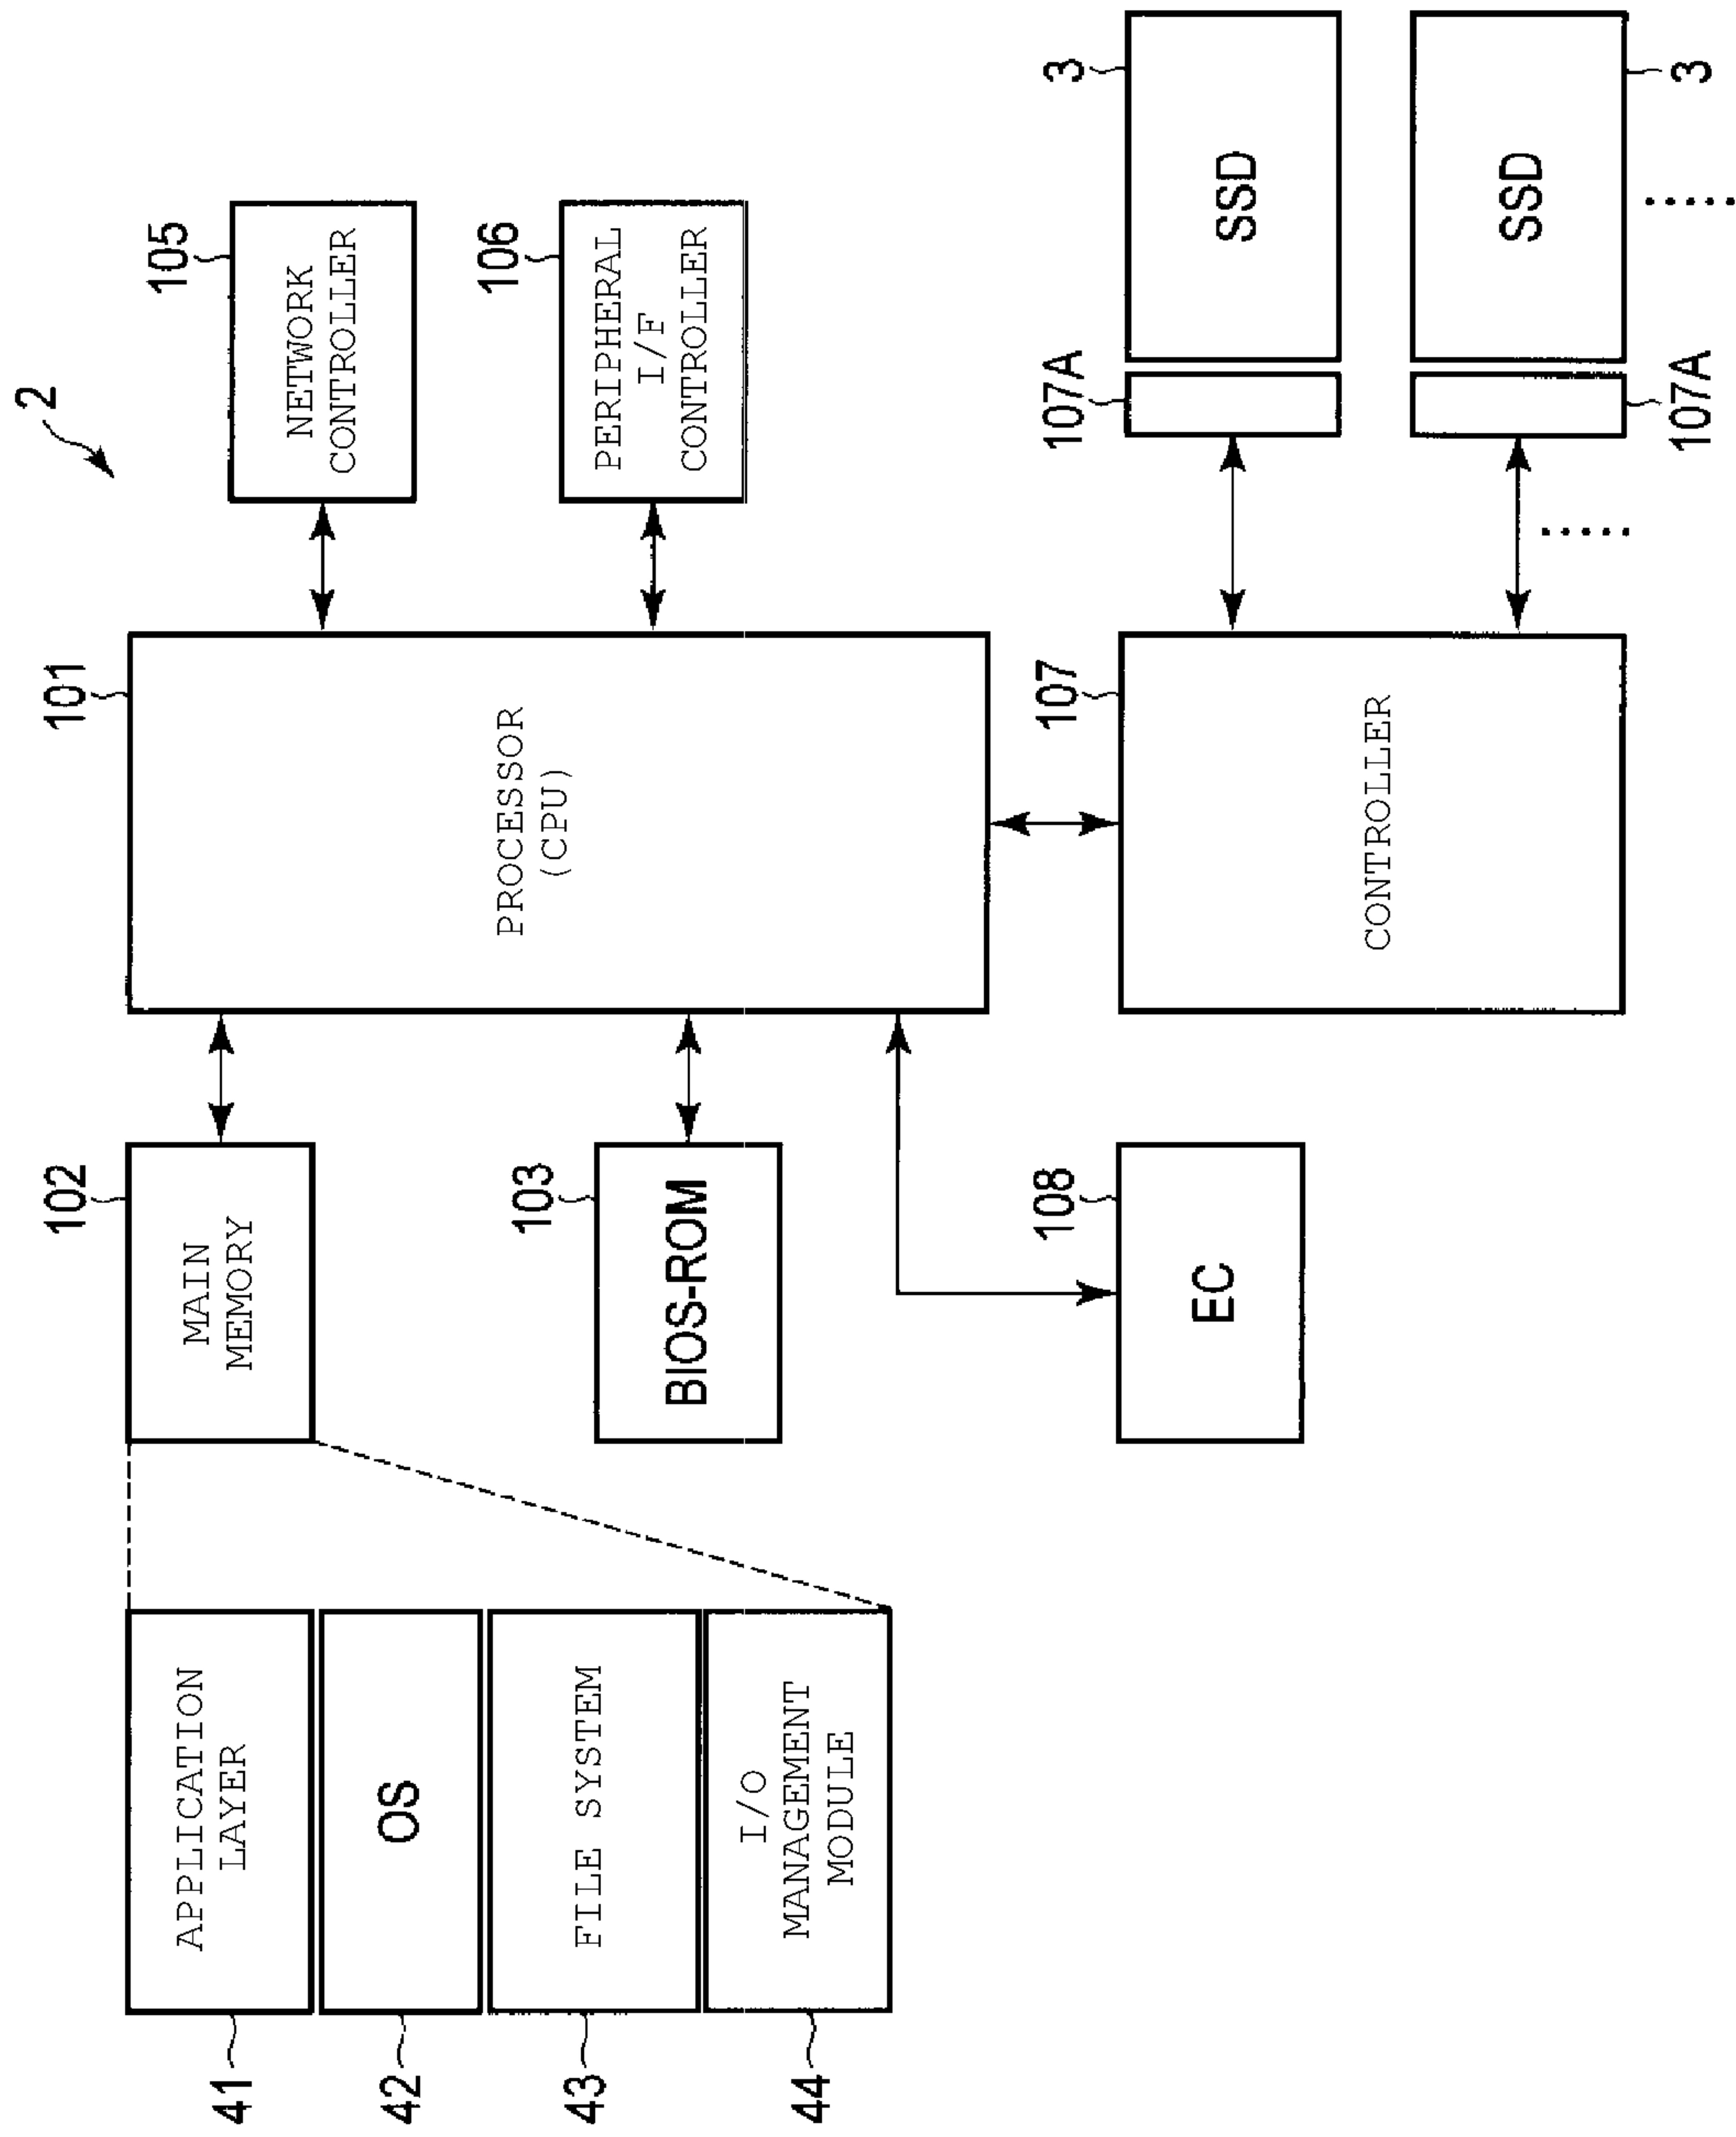 2
41
APPLICATION
LAYER
42
OS
43
FILE SYSTEM
44
I/O
MANAGEMENT
MODULE
102
MAIN
MEMORY
103
BIOS-ROM
108
EC
101
PROCESSOR
(CPU)
107
CONTROLLER
105
NETWORK
CONTROLLER
106
PERIPHERAL
I/F
CONTROLLER
107A
3
SSD
107A
3
SSD